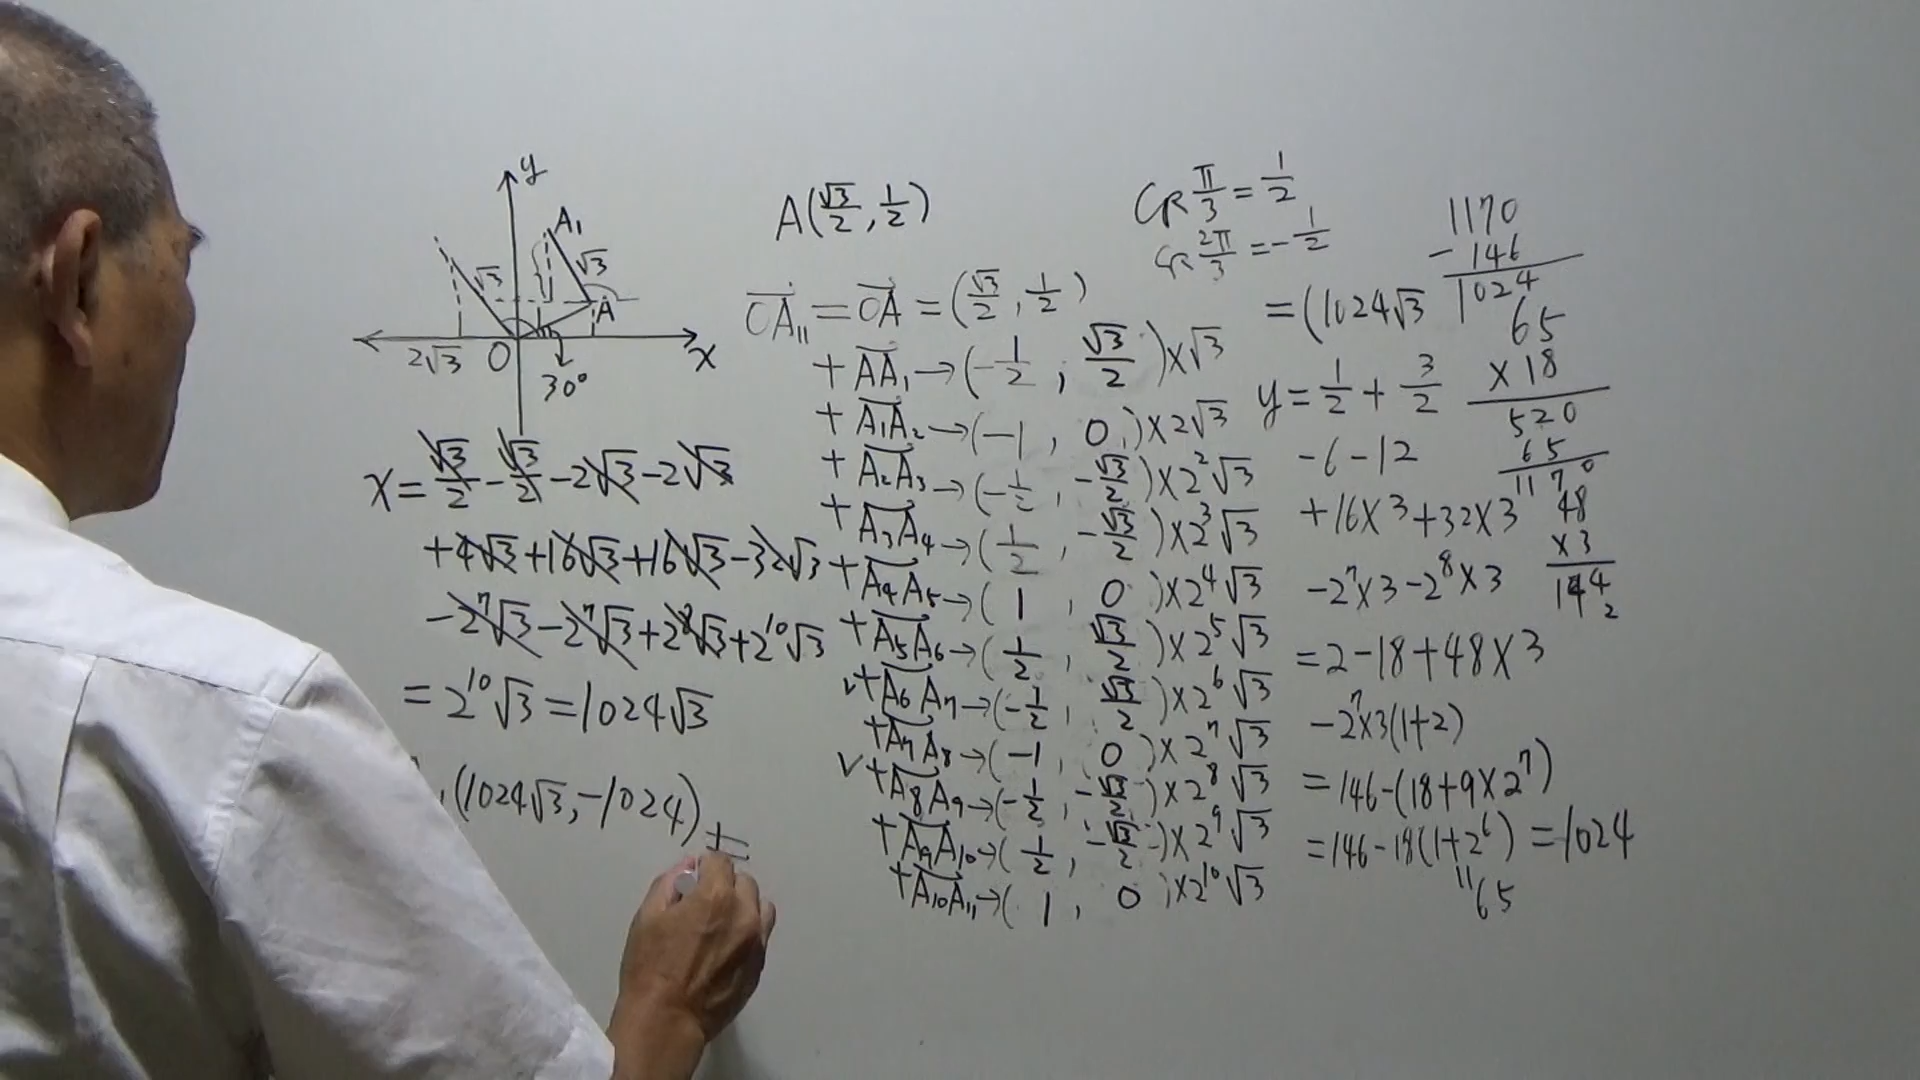 y
A₁
√3
√3
A
2√3
O
30°
x
A(√3/2, 1/2)
OA₁₁ = OA = (√3/2, 1/2)
+ AA₁ → (-1/2, √3/2) × √3
+ A₁A₂ → (-1, 0) × 2√3
+ A₂A₃ → (-1/2, -√3/2) × 2²√3
+ A₃A₄ → (1/2, -√3/2) × 2³√3
+ A₄A₅ → (1, 0) × 2⁴√3
+ A₅A₆ → (1/2, √3/2) × 2⁵√3
√+ A₆A₇ → (-1/2, √3/2) × 2⁶√3
+ A₇A₈ → (-1, 0) × 2⁷√3
√+ A₈A₉ → (-1/2, -√3/2) × 2⁸√3
+ A₉A₁₀ → (1/2, -√3/2) × 2⁹√3
+ A₁₀A₁₁ → (1, 0) × 2¹⁰√3
x = √3/2 - √3/2 - 2√3 - 2√3
+ 4√3 + 16√3 + 16√3 - 32√3
- 2⁷√3 - 2⁷√3 + 2⁸√3 + 2¹⁰√3
= 2¹⁰√3 = 1024√3
(1024√3, -1024)
π/3 = 1/2
2π/3 = -1/2
= (1024√3
y = 1/2 + 3/2
- 6 - 12
+ 16×3 + 32×3
- 2⁷×3 - 2⁸×3
= 2 - 18 + 48×3
- 2⁷×3(1+2)
= 146 - (18 + 9×2⁷)
= 146 - 18(1+2⁶) = 1024
11
65
1170
- 146
1024
65
×18
520
65
1170
48
×3
144
2